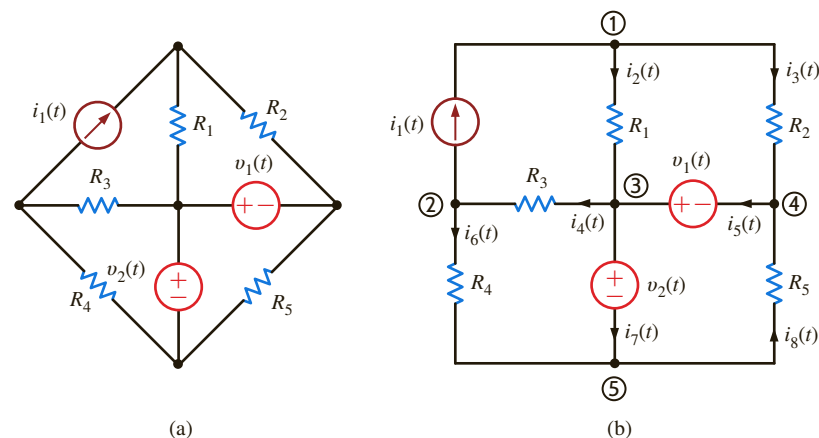 i1(t)
R1
R2
R3
v1(t)
v2(t)
R4
R5
(a)
1
i2(t)
i3(t)
i1(t)
R1
R2
v1(t)
2
R3
3
4
i4(t)
i5(t)
i6(t)
R4
v2(t)
R5
i7(t)
i8(t)
5
(b)